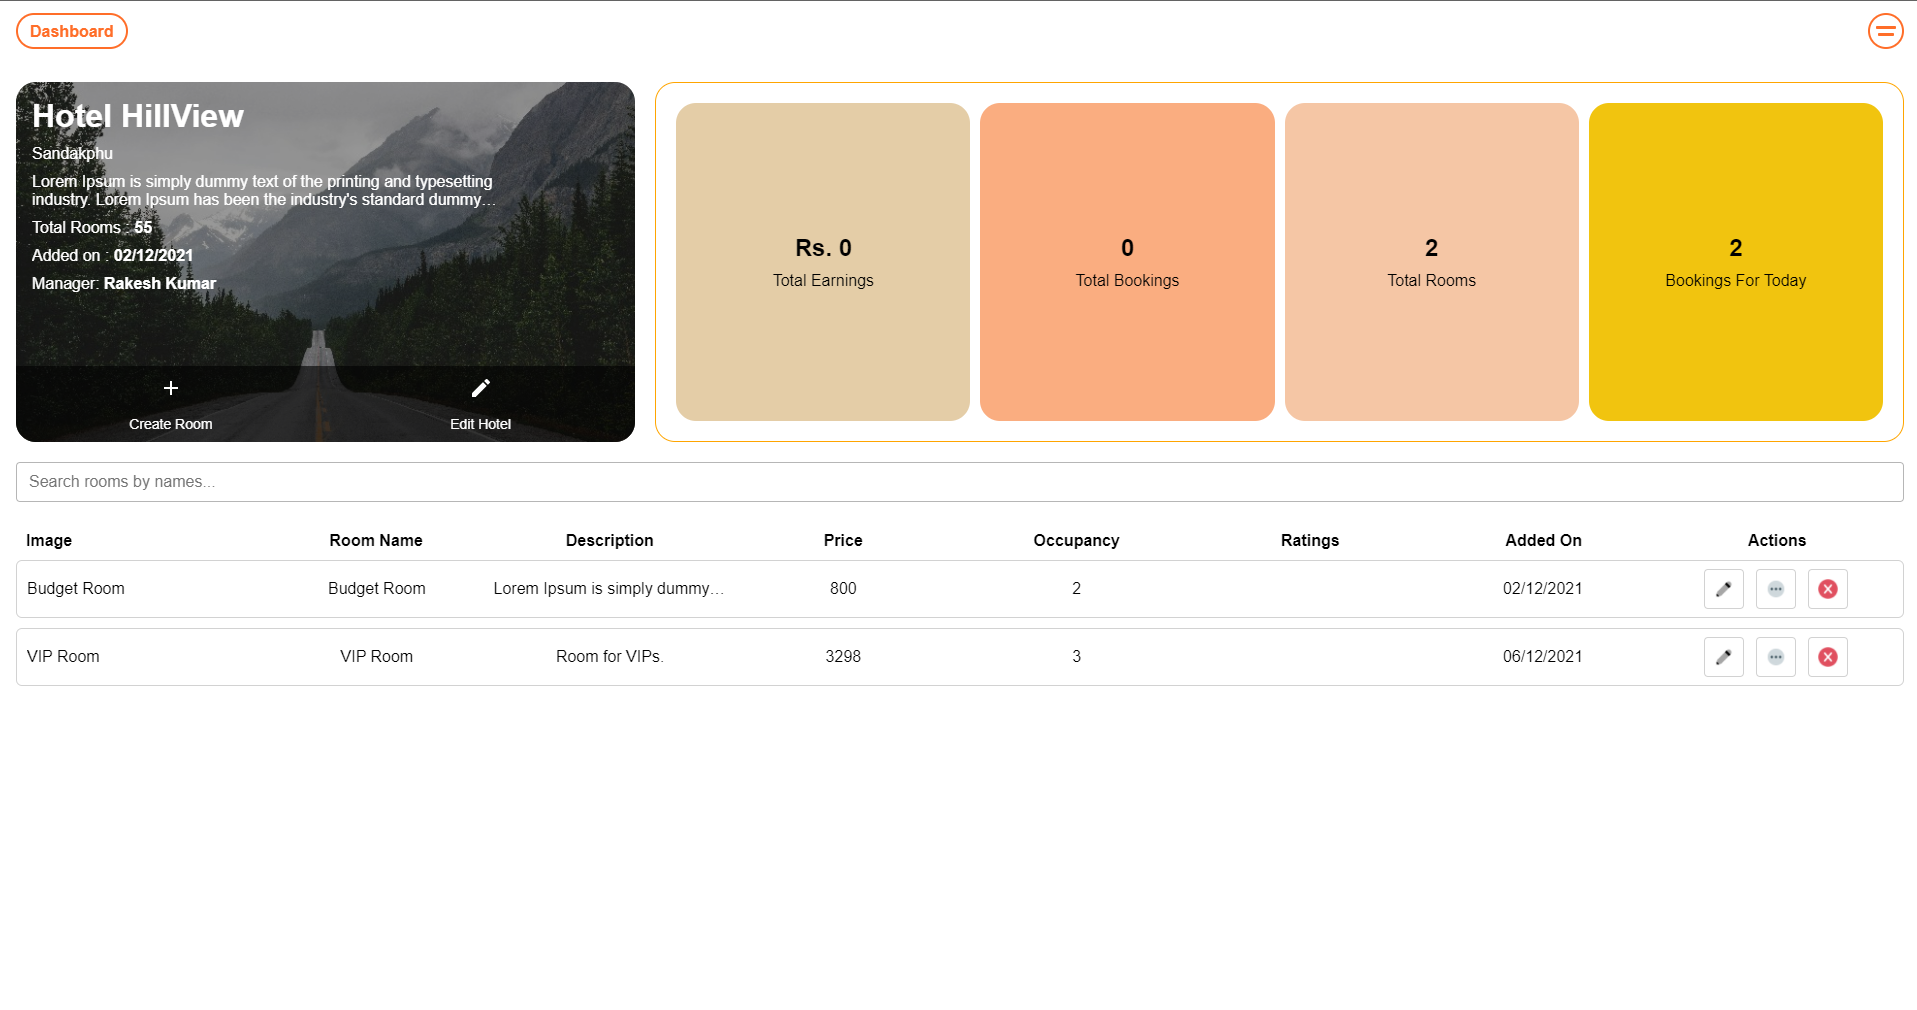 Dashboard
Hotel HillView
Sandakphu
Lorem Ipsum is simply dummy text of the printing and typesetting
industry. Lorem Ipsum has been the industry's standard dummy...
Total Rooms : 55
Added on : 02/12/2021
Manager: Rakesh Kumar
Create Room
Edit Hotel
Rs. 0
Total Earnings
0
Total Bookings
2
Total Rooms
2
Bookings For Today
Search rooms by names...
Image Room Name Description Price Occupancy Ratings Added On Actions
Budget Room Budget Room Lorem Ipsum is simply dummy... 800 2 02/12/2021
VIP Room VIP Room Room for VIPs. 3298 3 06/12/2021